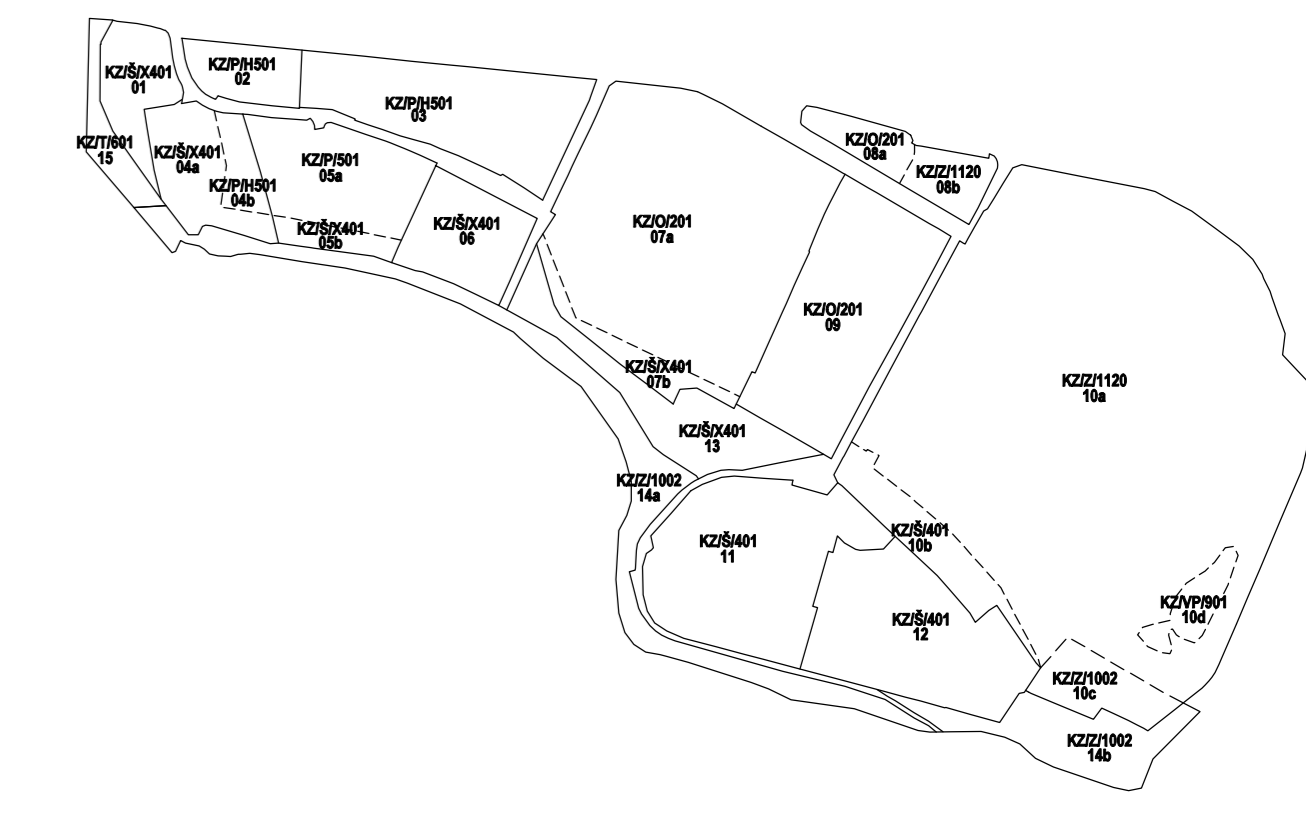 KZ/Š/X401
01
KZ/P/H501
02
KZ/P/H501
03
KZ/T/601
15
KZ/Š/X401
04a
KZ/P/H501
04b
KZ/P/501
05a
KZ/Š/X401
05b
KZ/Š/X401
06
KZ/O/201
07a
KZ/Š/X401
07b
KZ/O/201
08a
KZ/Z/1120
08b
KZ/O/201
09
KZ/Z/1120
10a
KZ/Š/401
10b
KZ/Z/1002
10c
KZ/VP/901
10d
KZ/Š/401
11
KZ/Š/401
12
KZ/Š/X401
13
KZ/Z/1002
14a
KZ/Z/1002
14b